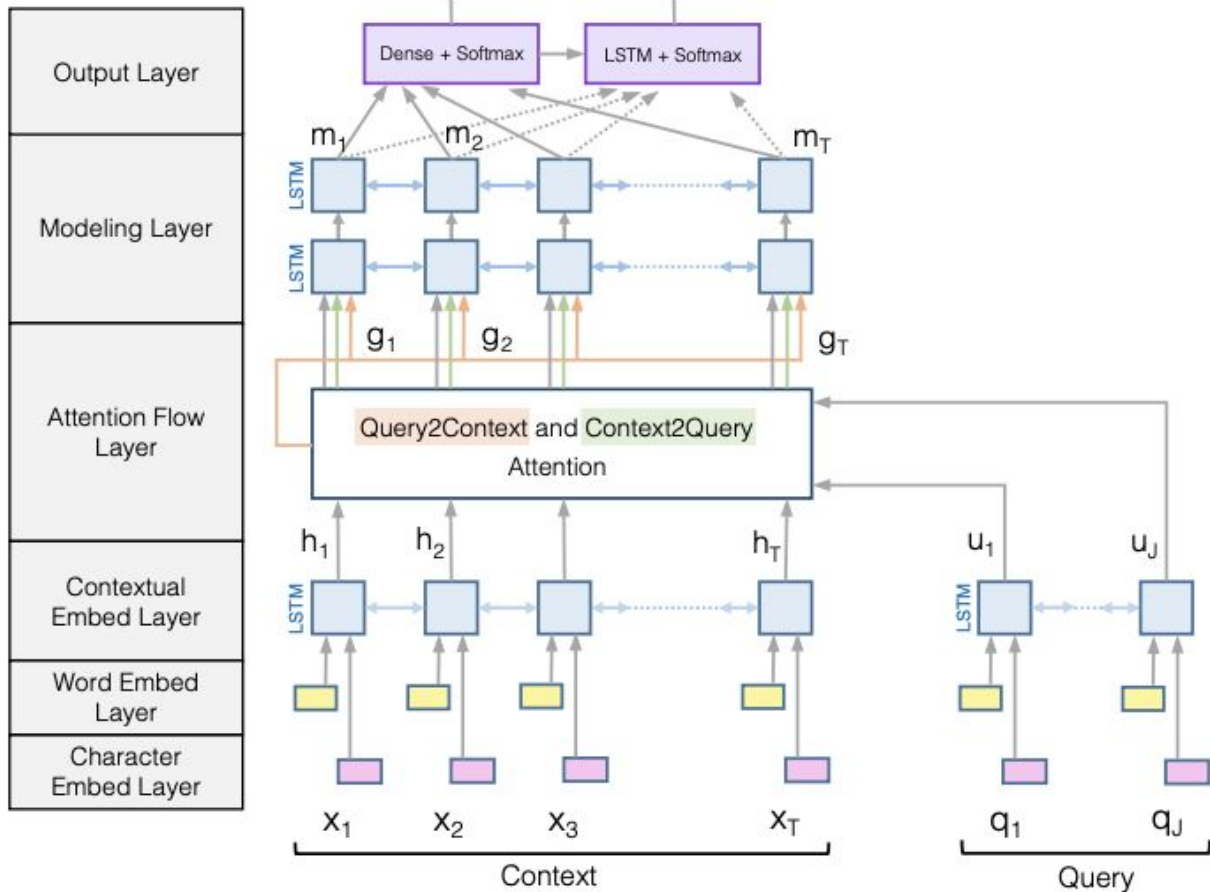 Output Layer
Dense + Softmax
LSTM + Softmax
m1
m2
mT
LSTM
Modeling Layer
LSTM
g1
g2
gT
Attention Flow
Layer
Query2Context and Context2Query
Attention
h1
h2
hT
u1
uJ
Contextual
Embed Layer
LSTM
LSTM
Word Embed
Layer
Character
Embed Layer
x1
x2
x3
xT
q1
qJ
Context
Query